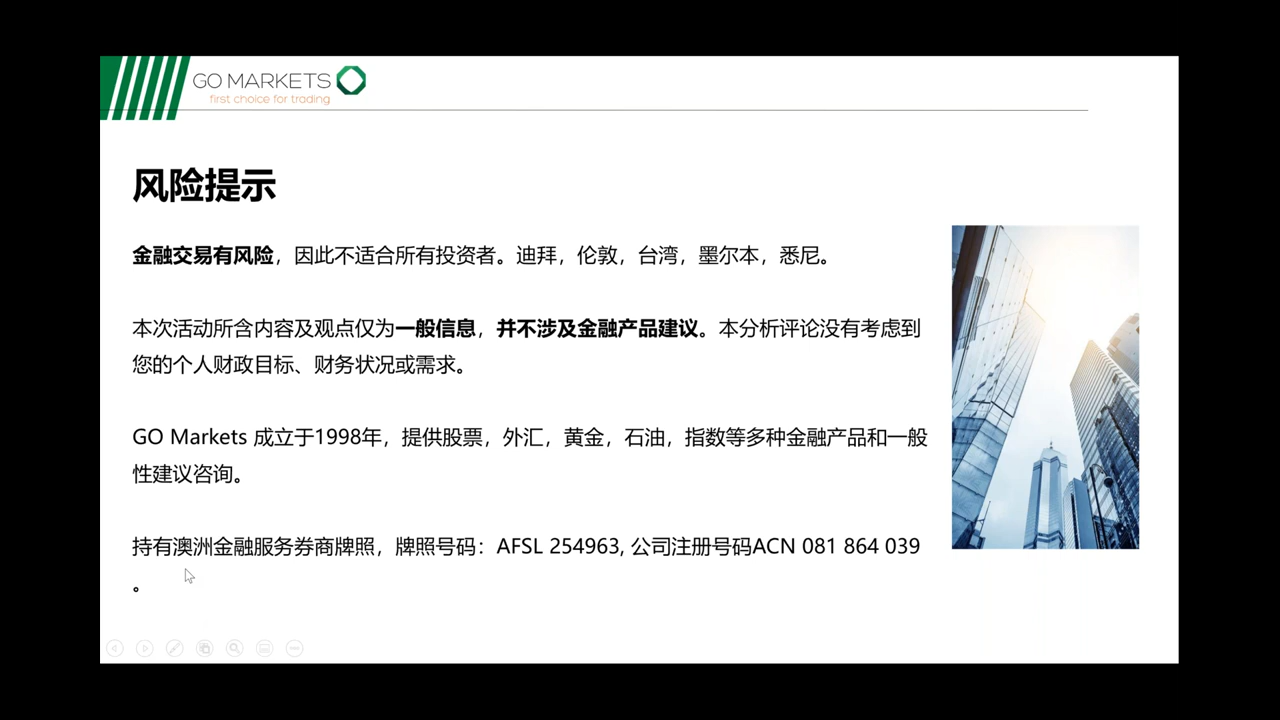 GO MARKETS
first choice for trading
风险提示
金融交易有风险，因此不适合所有投资者。迪拜，伦敦，台湾，墨尔本，悉尼。
本次活动所含内容及观点仅为一般信息，并不涉及金融产品建议。本分析评论没有考虑到
您的个人财政目标、财务状况或需求。
GO Markets 成立于1998年，提供股票，外汇，黄金，石油，指数等多种金融产品和一般
性建议咨询。
持有澳洲金融服务券商牌照，牌照号码：AFSL 254963, 公司注册号码ACN 081 864 039
。